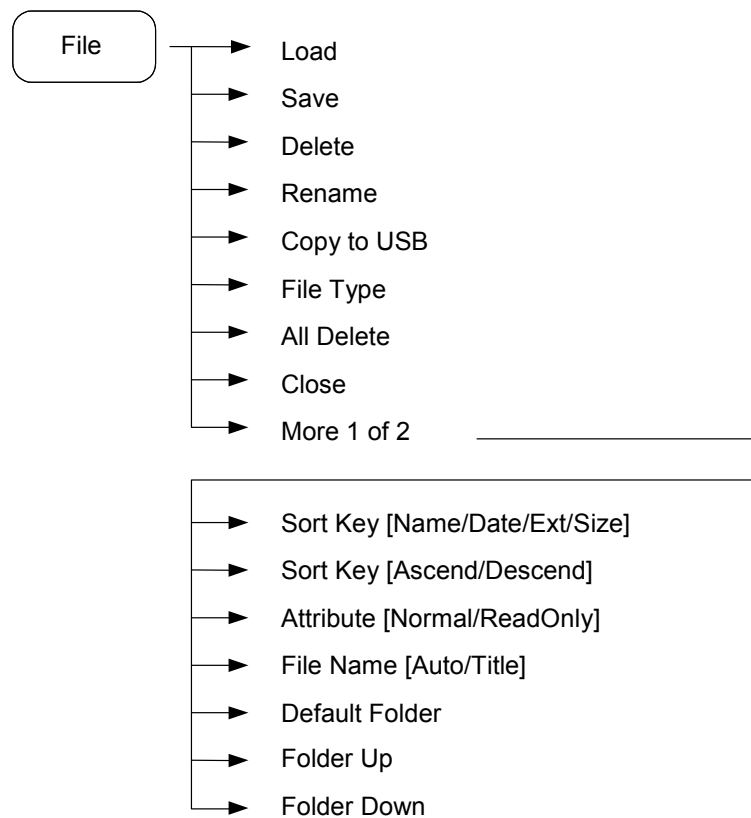 File
Load
Save
Delete
Rename
Copy to USB
File Type
All Delete
Close
More 1 of 2
Sort Key [Name/Date/Ext/Size]
Sort Key [Ascend/Descend]
Attribute [Normal/ReadOnly]
File Name [Auto/Title]
Default Folder
Folder Up
Folder Down